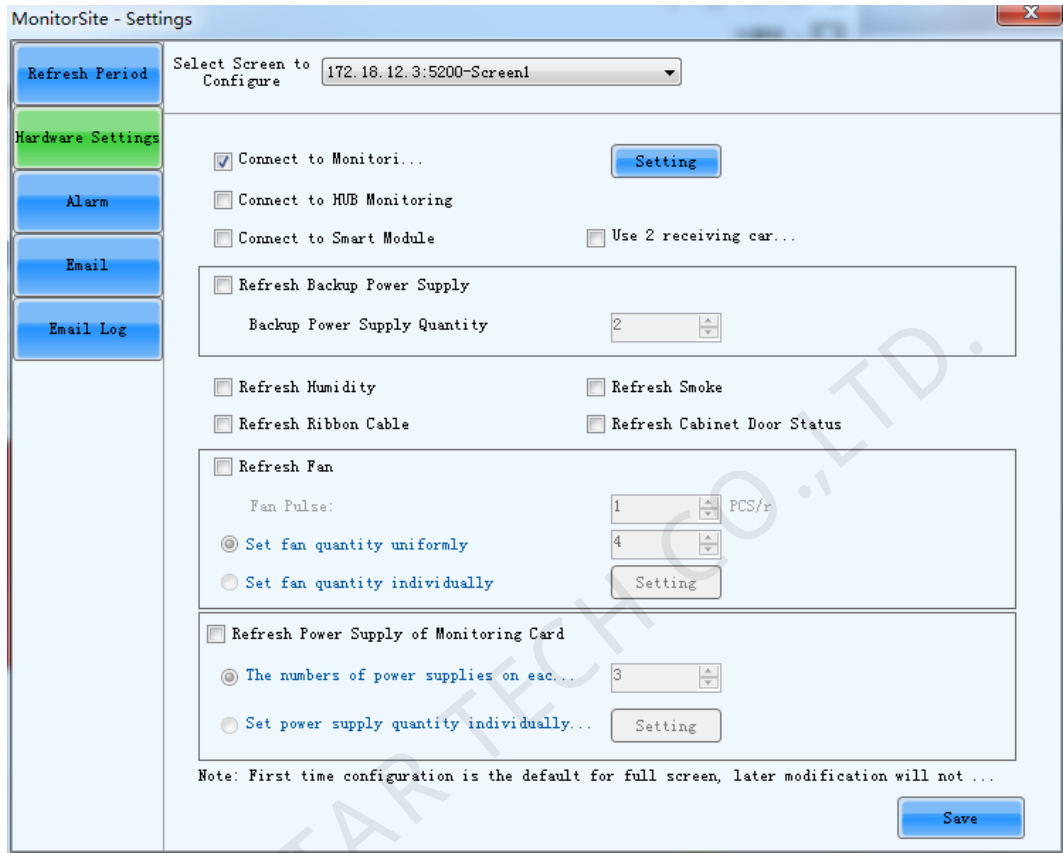 MonitorSite - Settings
X
Refresh Period
Select Screen to Configure
172.18.12.3:5200-Screen1
Hardware Settings
Connect to Monitori...
Setting
Connect to HUB Monitoring
Alarm
Connect to Smart Module
Use 2 receiving car...
Email
Refresh Backup Power Supply
Email Log
Backup Power Supply Quantity
2
Refresh Humidity
Refresh Smoke
Refresh Ribbon Cable
Refresh Cabinet Door Status
Refresh Fan
Fan Pulse:
1
PCS/r
Set fan quantity uniformly
4
Set fan quantity individually
Setting
Refresh Power Supply of Monitoring Card
The numbers of power supplies on eac...
3
Set power supply quantity individually...
Setting
Note: First time configuration is the default for full screen, later modification will not ...
Save
TAR TECH CO.,LTD.